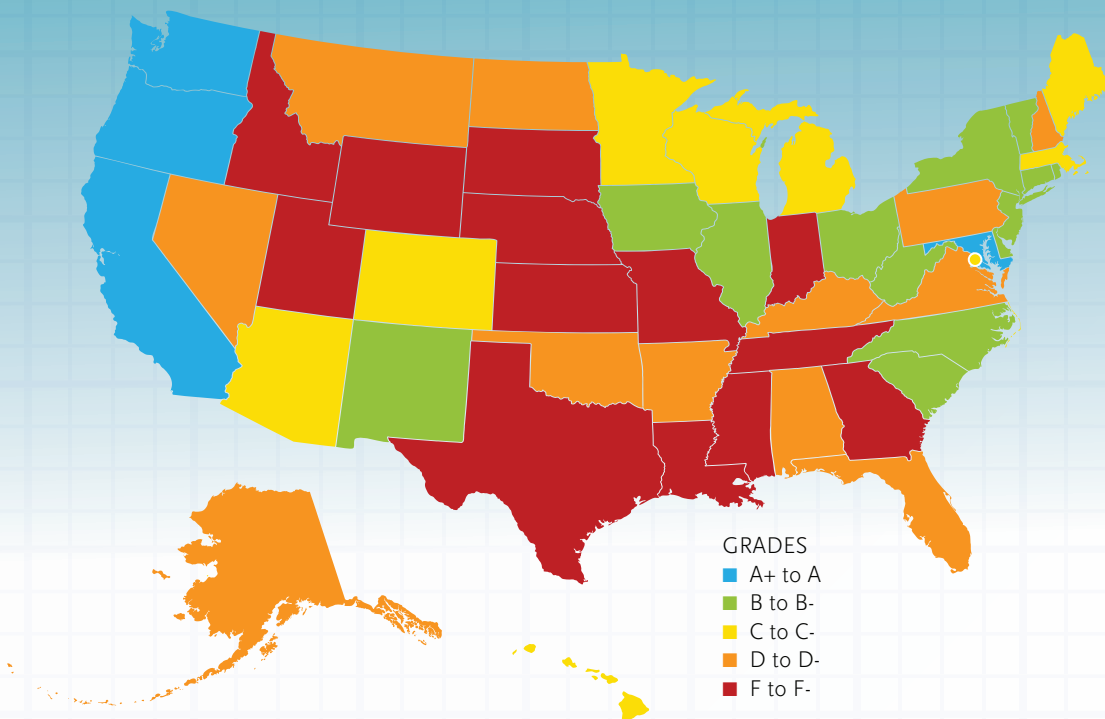 GRADES
A+ to A
B to B-
C to C-
D to D-
F to F-